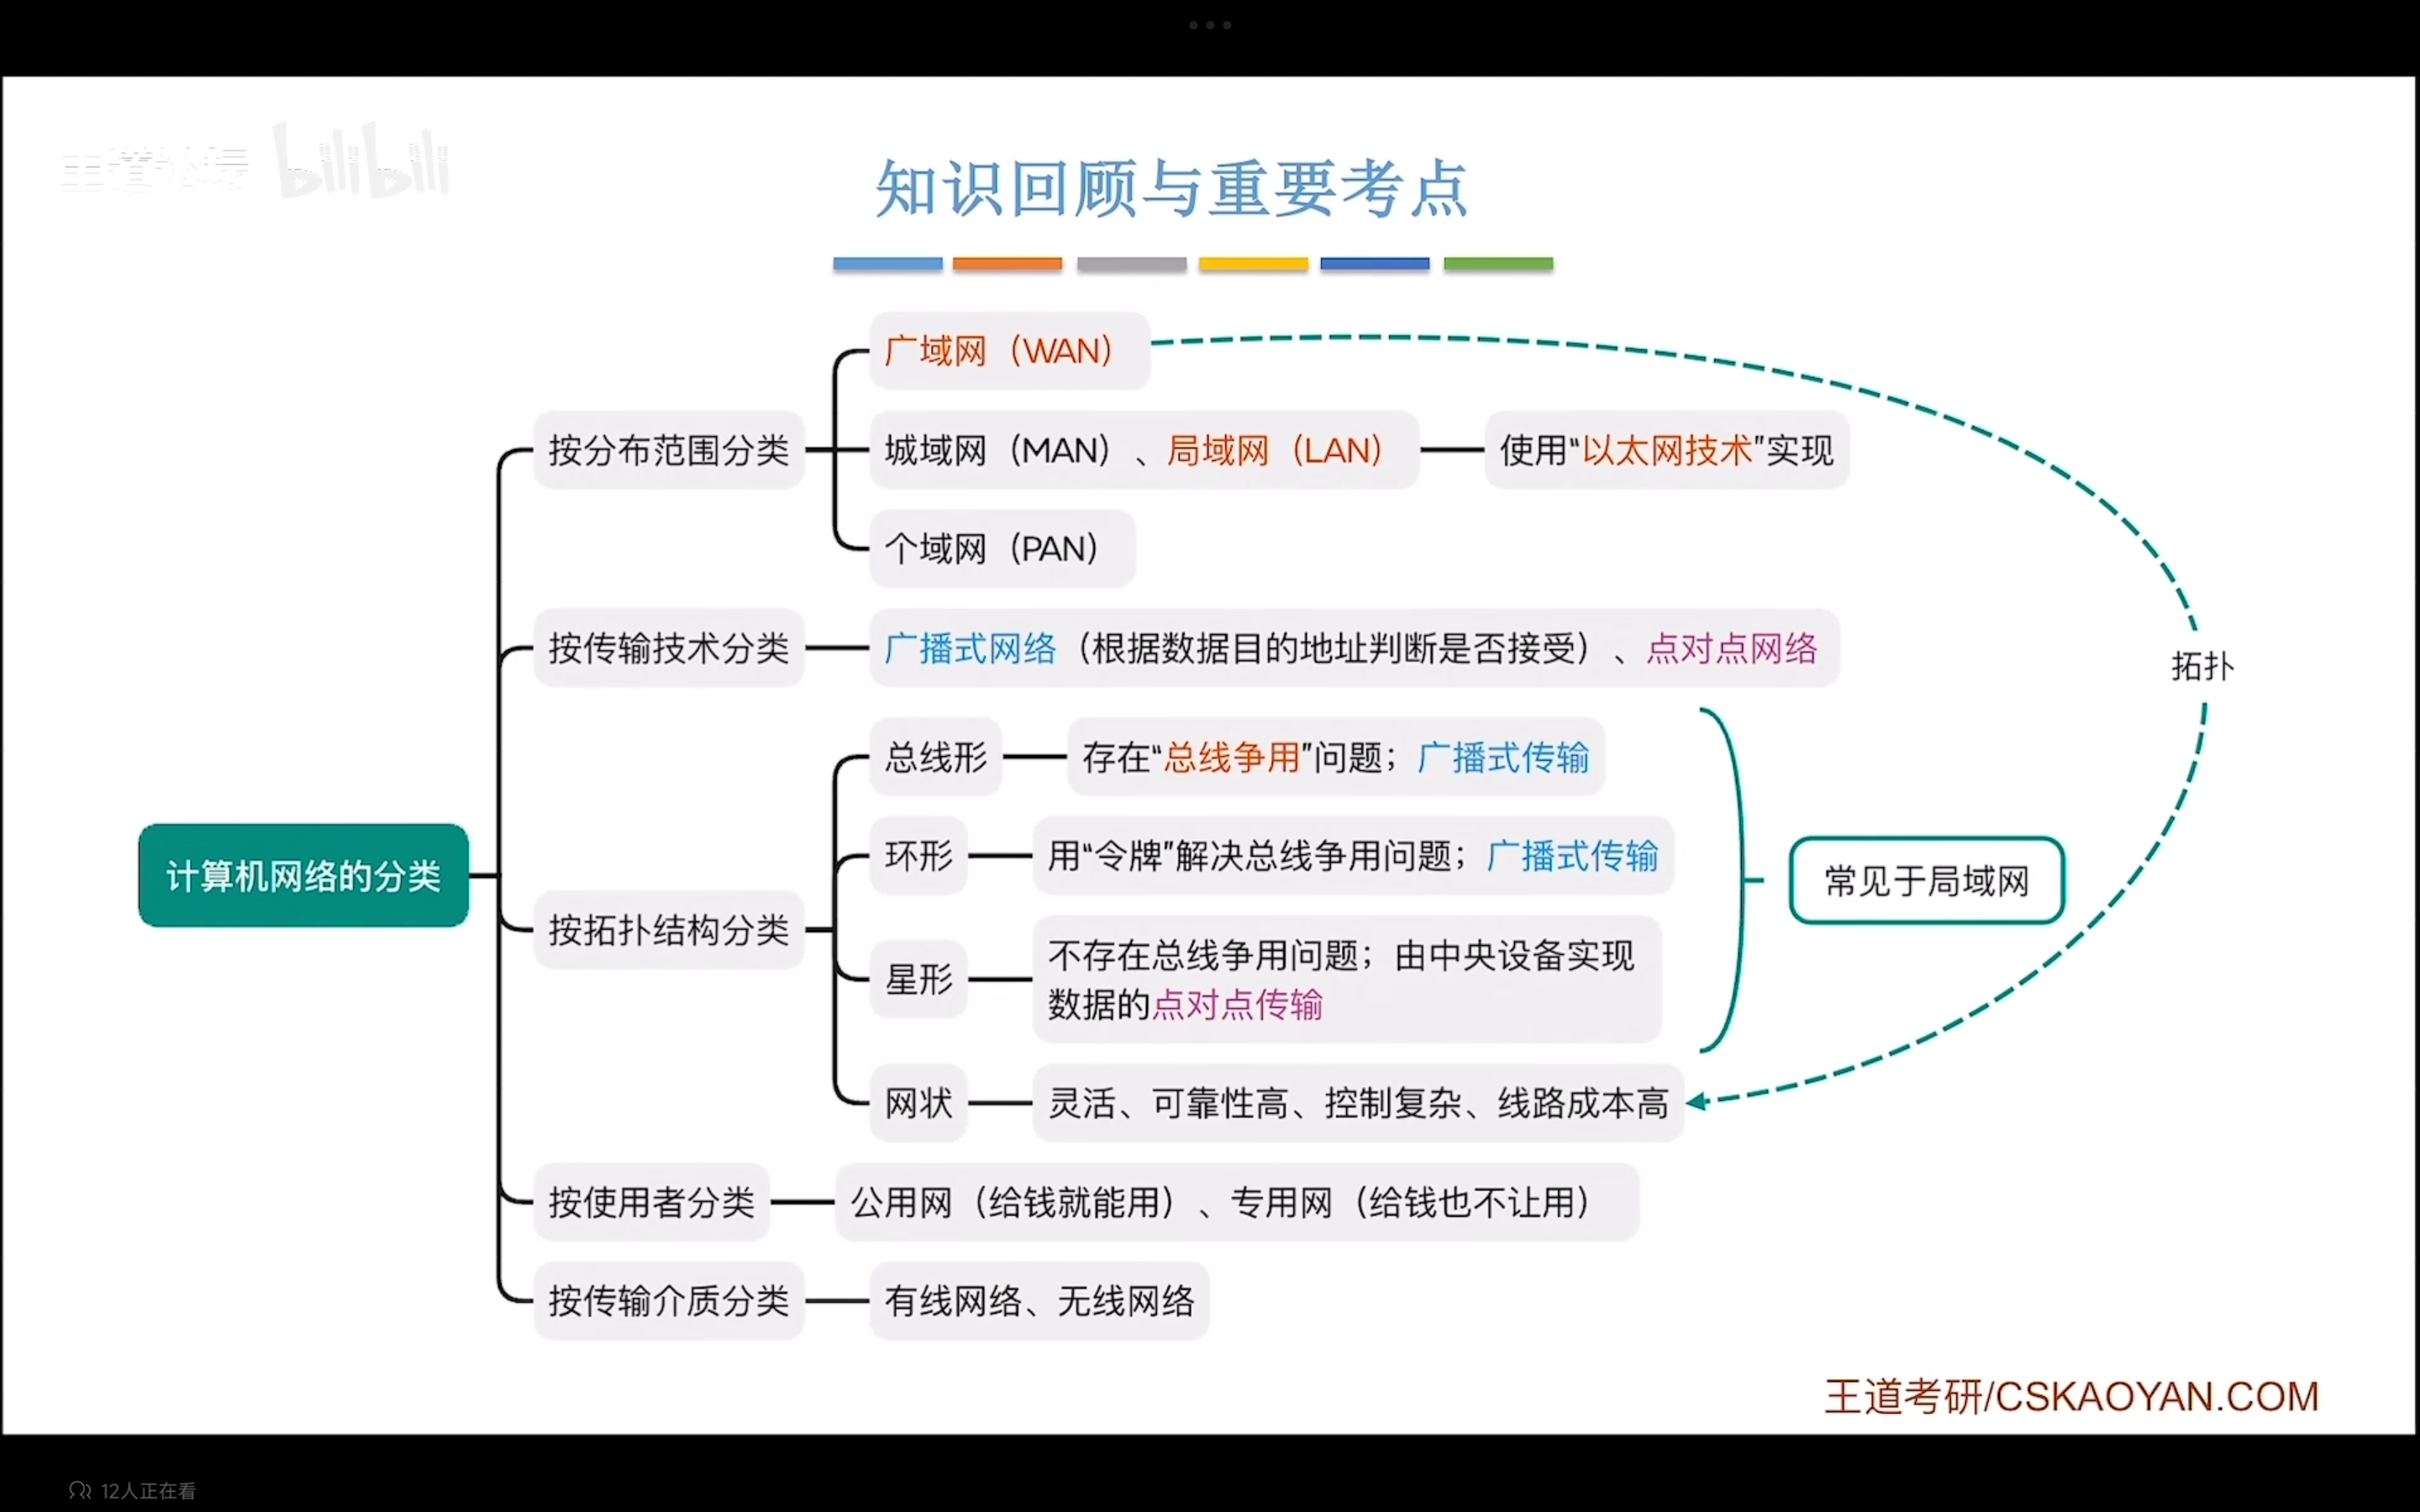 王道论坛 bilibili
知识回顾与重要考点
广域网（WAN）
按分布范围分类
城域网（MAN）、局域网（LAN）
使用“以太网技术”实现
个域网（PAN）
按传输技术分类
广播式网络（根据数据目的地址判断是否接受）、点对点网络
拓扑
总线形
存在“总线争用”问题；广播式传输
环形
用“令牌”解决总线争用问题；广播式传输
计算机网络的分类
常见于局域网
按拓扑结构分类
星形
不存在总线争用问题；由中央设备实现
数据的点对点传输
网状
灵活、可靠性高、控制复杂、线路成本高
按使用者分类
公用网（给钱就能用）、专用网（给钱也不让用）
按传输介质分类
有线网络、无线网络
王道考研/CSKAOYAN.COM
12人正在看